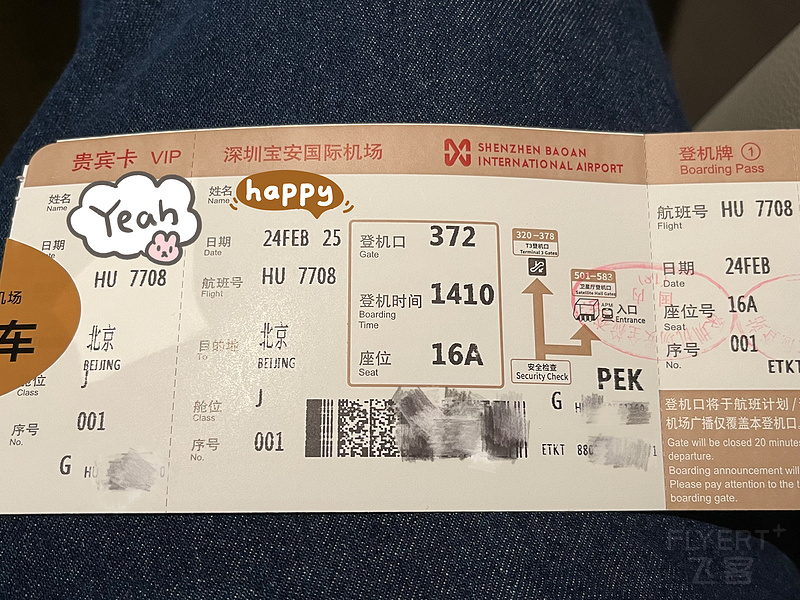 贵宾卡 VIP
姓名
Name
Yeah
日期
Date
HU 7708
机场
车
北京
BEIJING
舱位
Class
J
序号
No.
001
G
深圳宝安国际机场
SHENZHEN BAOAN
INTERNATIONAL AIRPORT
姓名
Name
happy
日期
Date
24FEB 25
航班号
Flight
HU 7708
目的地
To
北京
BEIJING
舱位
Class
J
序号
No.
001
登机口
Gate
372
登机时间
Boarding
Time
1410
座位
Seat
16A
320-378
T3登机口
Terminal 3 Gates
501-583
卫星厅登机口
Satellite Hall Gates
APM
入口
Entrance
安全检查
Security Check
PEK
G
ETKT 880
登机牌 ①
Boarding Pass
航班号
Flight
HU 7708
日期
Date
24FEB
座位号
Seat
16A
序号
No.
001
ETKT
登机口将于航班计划
机场广播仅覆盖本登机口。
Gate will be closed 20 minutes
departure.
Boarding announcement will
Please pay attention to the
boarding gate.
FLYERT+
飞客